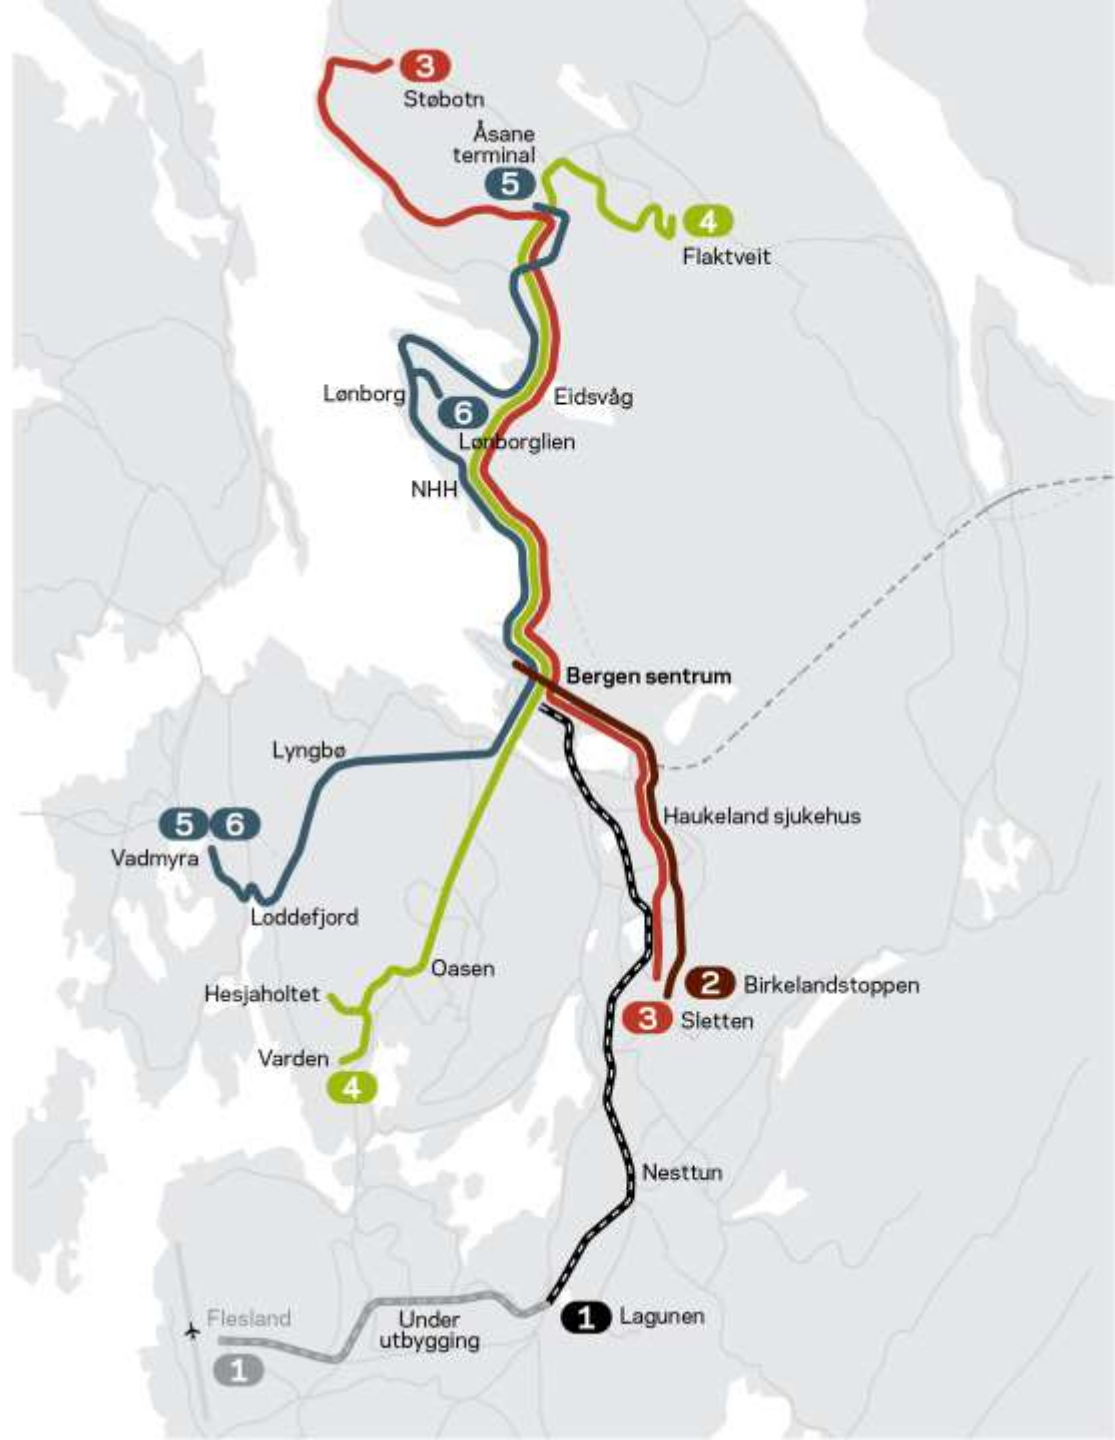 3
Støbotn
Åsane
terminal
5
4
Flaktveit
Lønborg
Eidsvåg
6
Lønborglien
NHH
Bergen sentrum
Lyngbø
5 6
Vadmyra
Haukeland sjukehus
Loddefjord
Oasen
2 Birkelandstoppen
Hesjaholtet
3 Sletten
Varden
4
Nesttun
Flesland
1
Under
utbygging
1 Lagunen